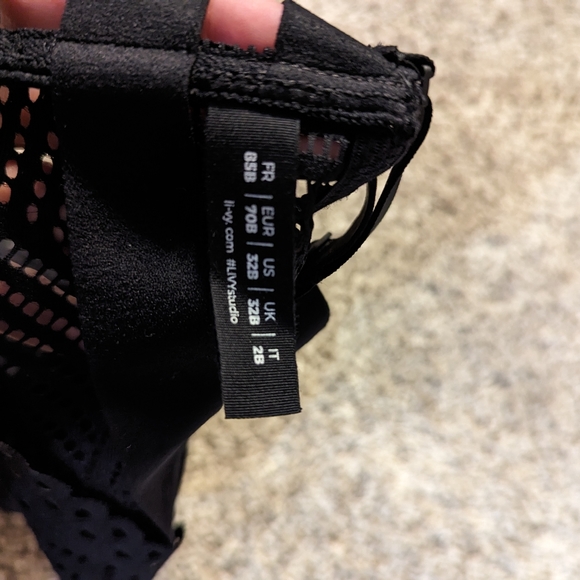 FR | EUR | US | UK | IT
85B | 70B | 32B | 32B | 2B
li-vy.com #LIVYstudio